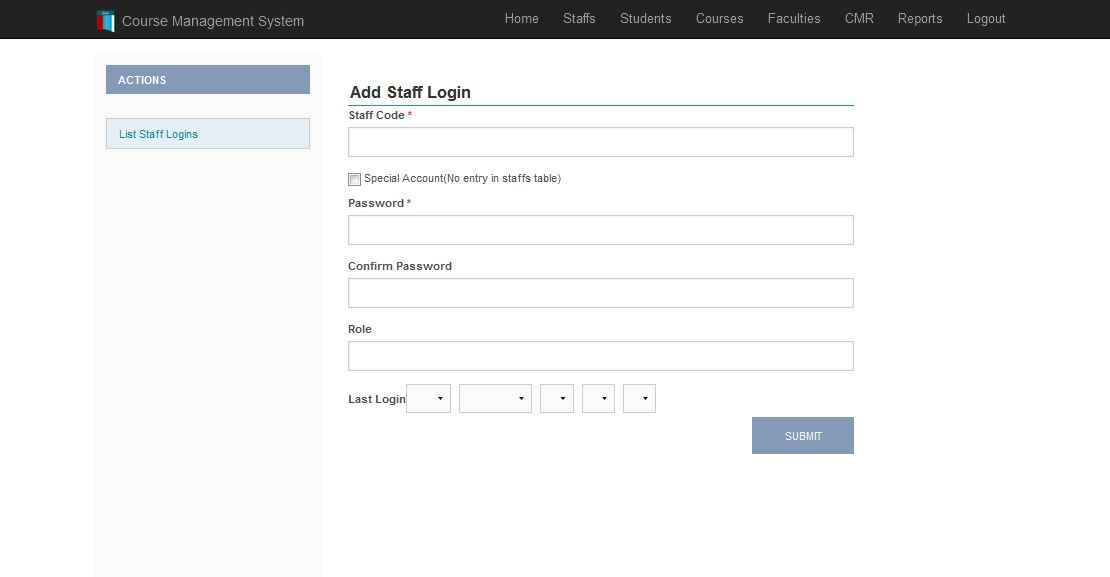 Course Management System
Home Staffs Students Courses Faculties CMR Reports Logout
ACTIONS
List Staff Logins
Add Staff Login
Staff Code *
Special Account(No entry in staffs table)
Password *
Confirm Password
Role
Last Login
SUBMIT